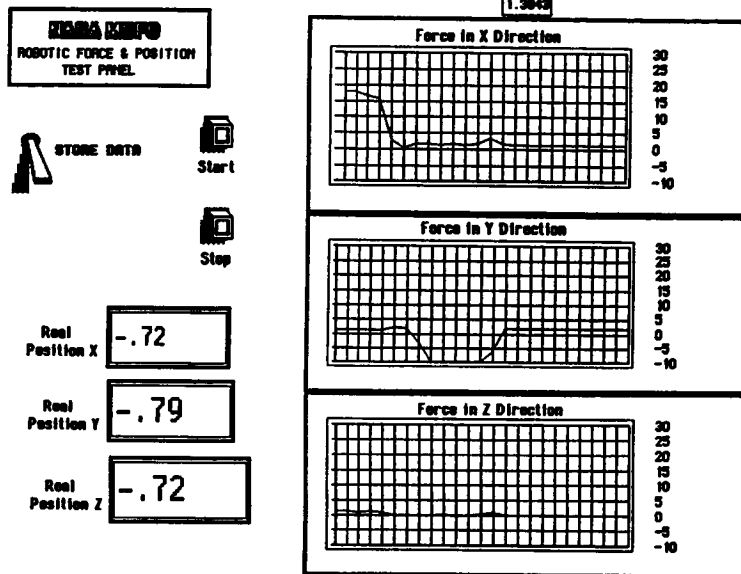 ROBOTIC FORCE & POSITION
TEST PANEL
STORE DATA
Start
Stop
Real
Position X
-.72
Real
Position Y
-.79
Real
Position Z
-.72
1.3843
Force in X Direction
30
25
20
15
10
5
0
-5
-10
Force in Y Direction
30
25
20
15
10
5
0
-5
-10
Force in Z Direction
30
25
20
15
10
5
0
-5
-10